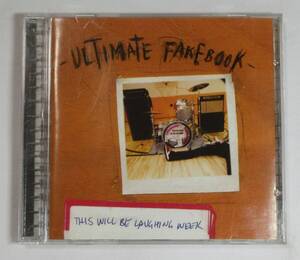 -ULTIMATE FAKEBOOK-
THIS WILL BE LAUGHING WEEK